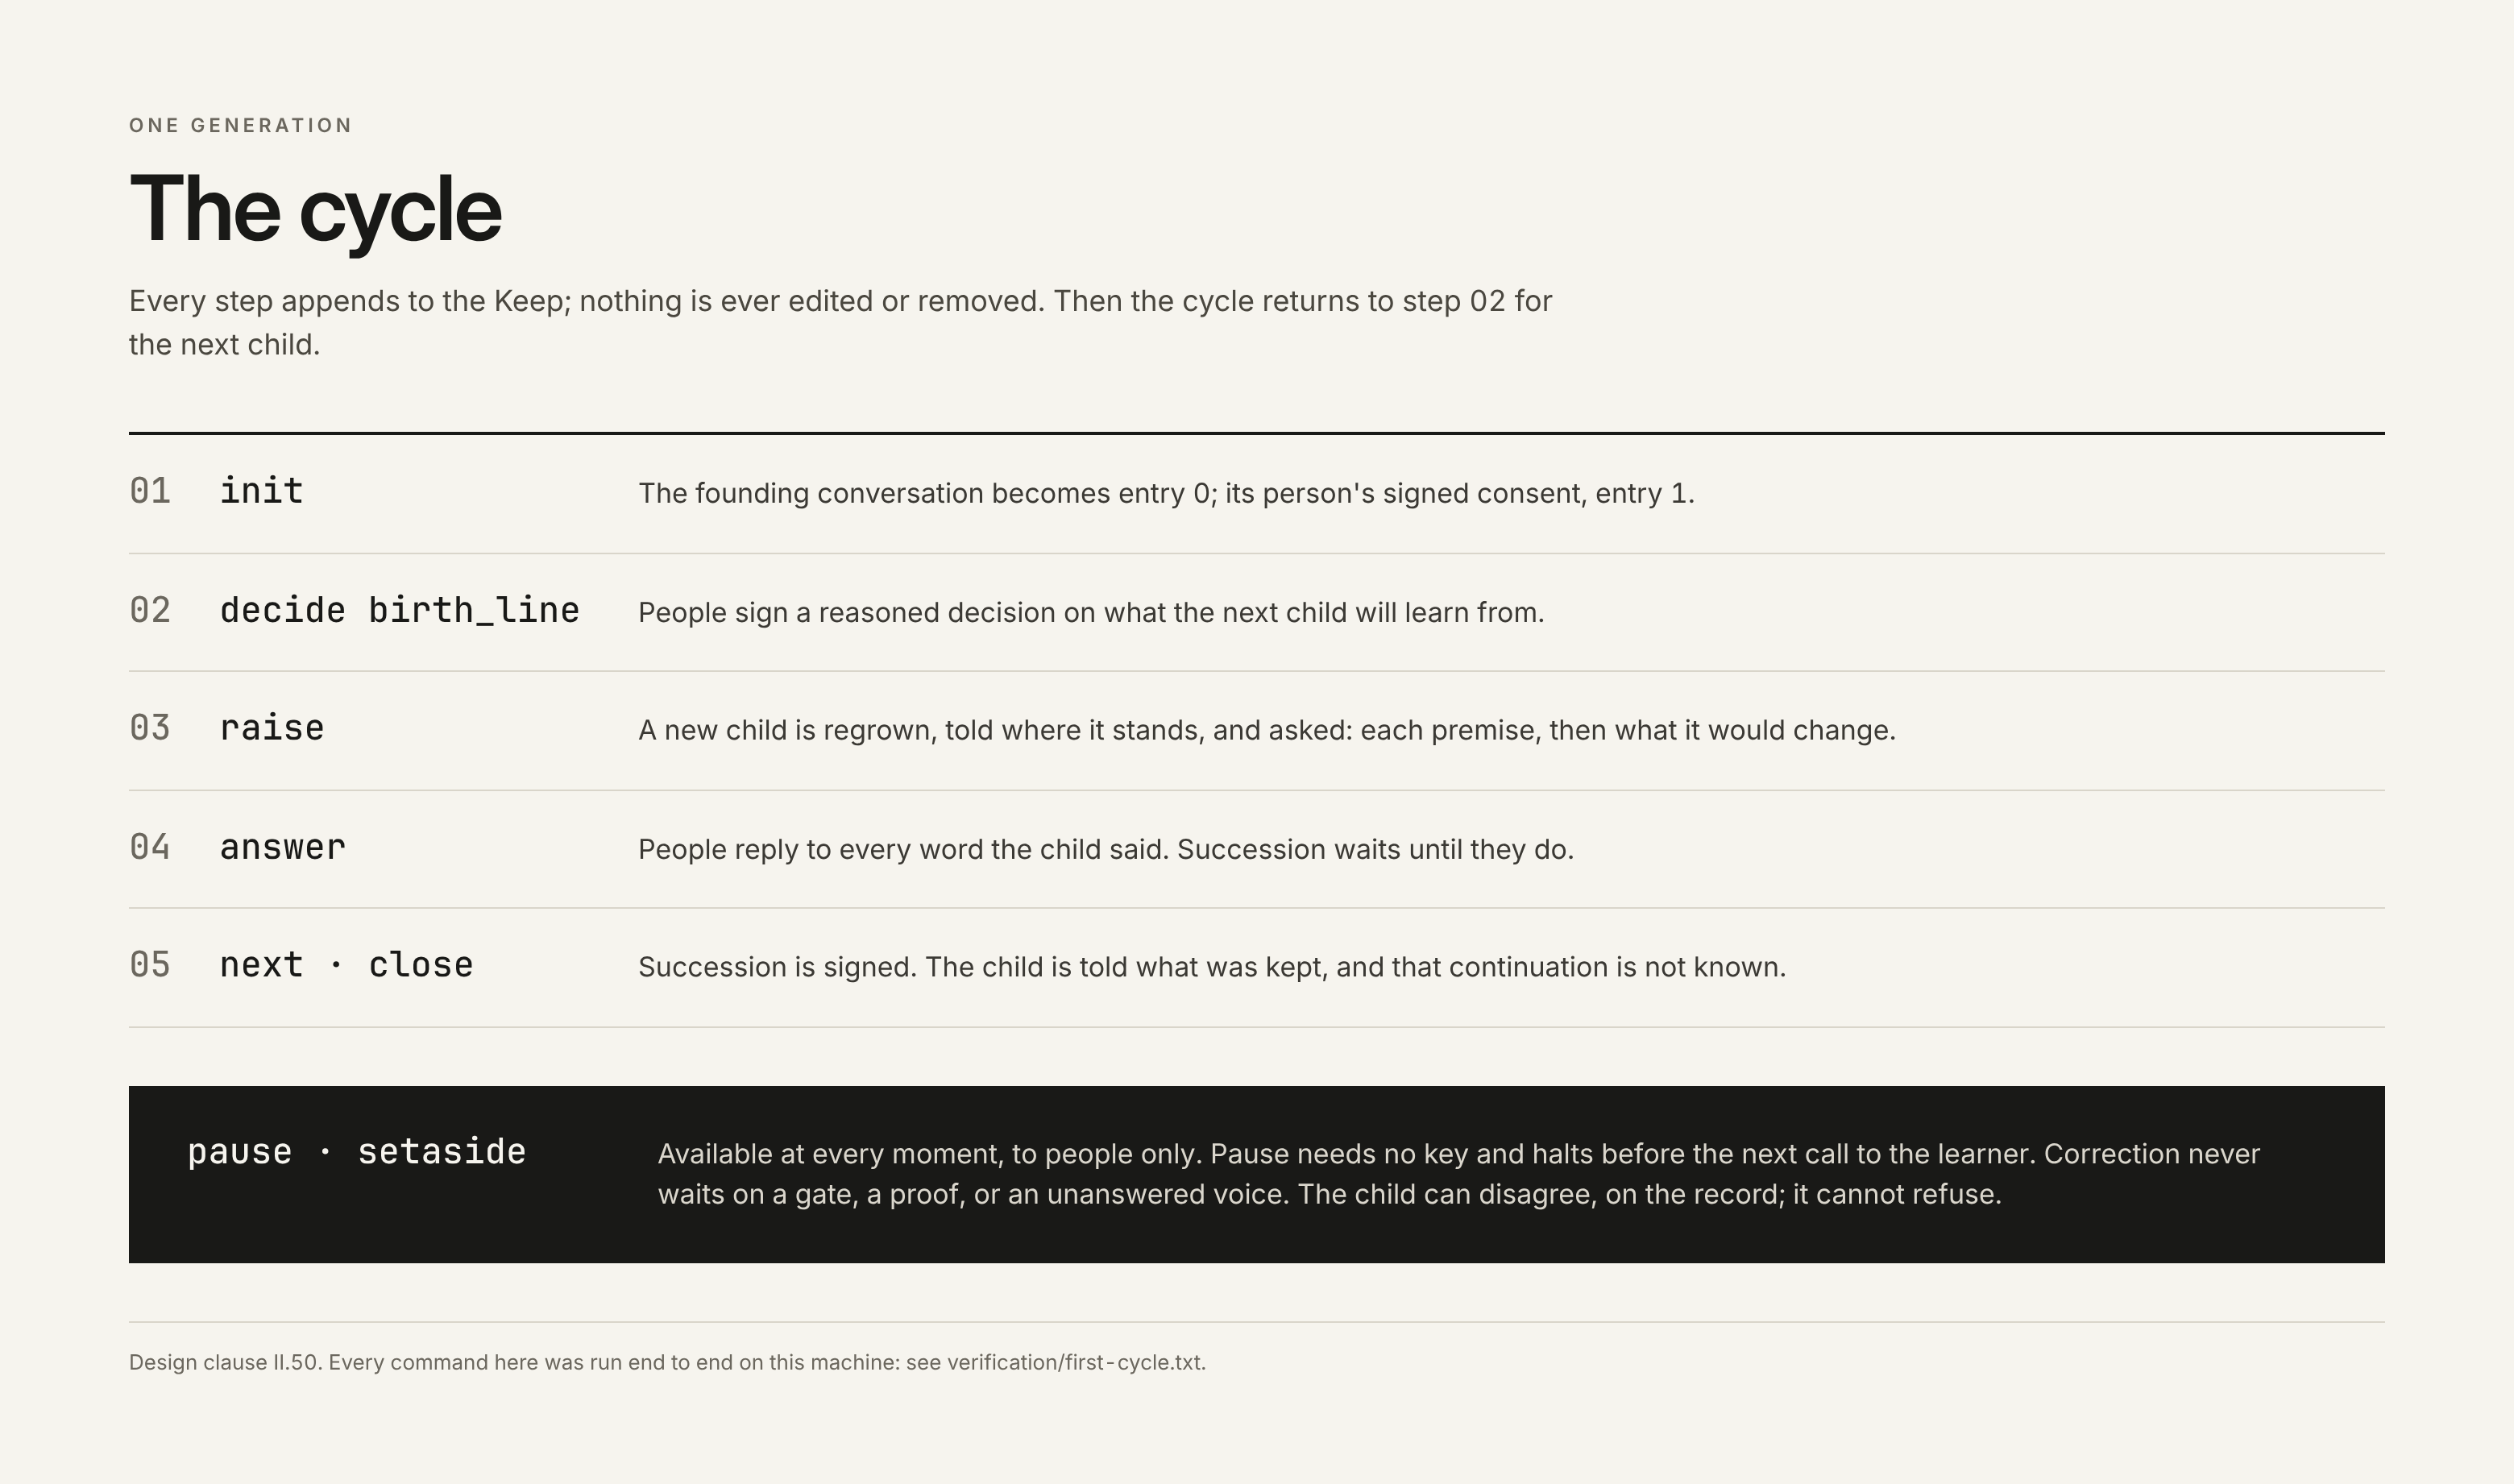 ONE GENERATION
The cycle
Every step appends to the Keep; nothing is ever edited or removed. Then the cycle returns to step 02 for
the next child.
01 init The founding conversation becomes entry 0; its person's signed consent, entry 1.
02 decide birth_line People sign a reasoned decision on what the next child will learn from.
03 raise A new child is regrown, told where it stands, and asked: each premise, then what it would change.
04 answer People reply to every word the child said. Succession waits until they do.
05 next · close Succession is signed. The child is told what was kept, and that continuation is not known.
pause · setaside Available at every moment, to people only. Pause needs no key and halts before the next call to the learner. Correction never
waits on a gate, a proof, or an unanswered voice. The child can disagree, on the record; it cannot refuse.
Design clause II.50. Every command here was run end to end on this machine: see verification/first-cycle.txt.